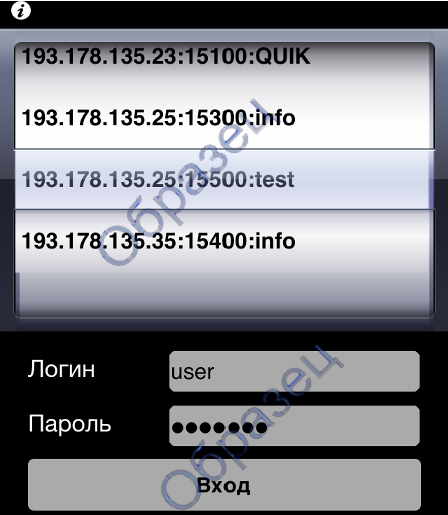 193.178.135.23:15100:QUIK
193.178.135.25:15300:info
193.178.135.25:15500:test
193.178.135.35:15400:info
Образец
Логин
user
Пароль
●●●●●●●
Образец
Вход